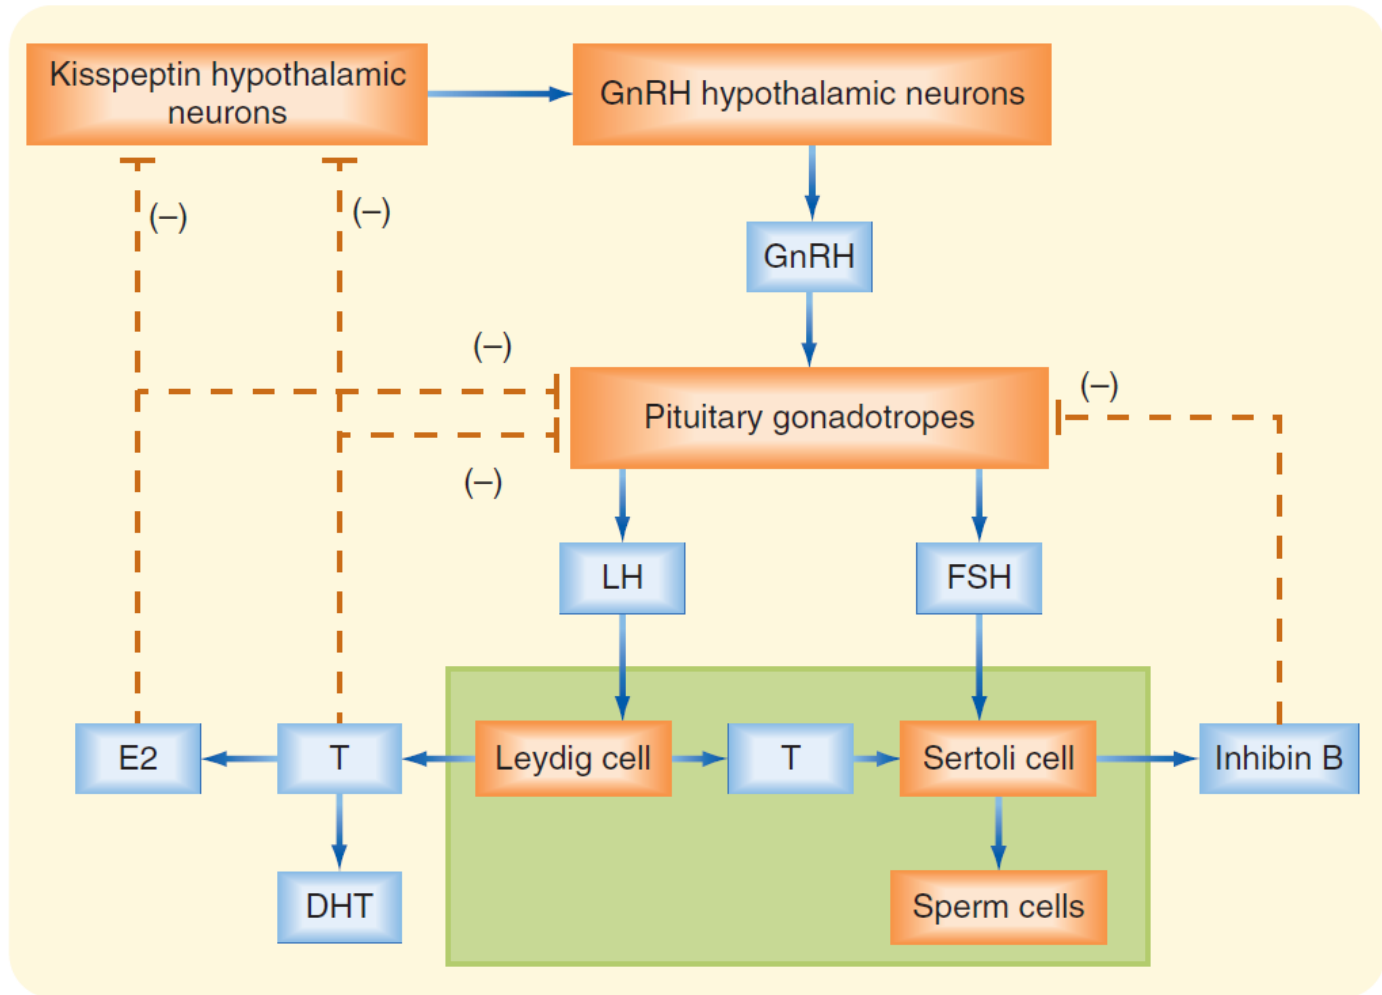 Kisspeptin hypothalamic
neurons
GnRH hypothalamic neurons
(–)
(–)
GnRH
(–)
(–)
Pituitary gonadotropes
(–)
LH
FSH
E2
T
Leydig cell
T
Sertoli cell
Inhibin B
DHT
Sperm cells